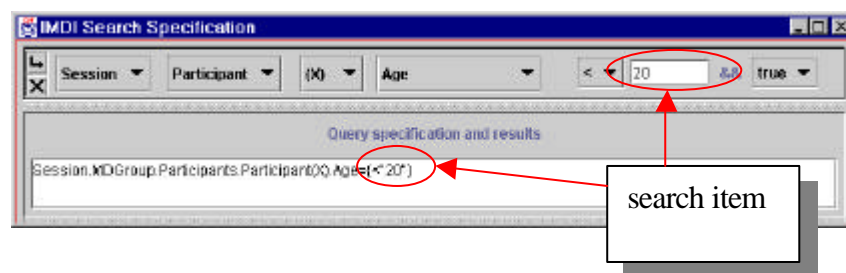 IMDI Search Specification
Session Participant (X) Age < 20 && true
Query specification and results
Session.MDGroup.Participants.Participant(X).Age=(<"20")
search item